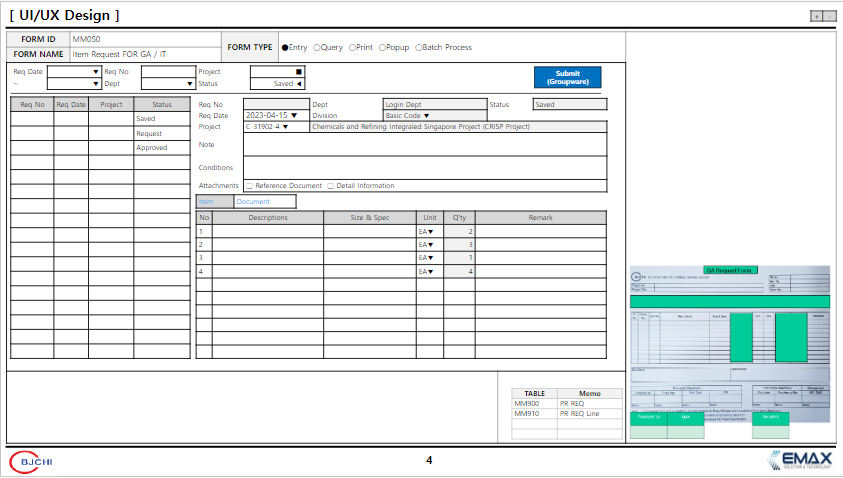 [ UI/UX Design ]
+ -
FORM ID MM050
FORM NAME Item Request FOR GA / IT
FORM TYPE Entry Query Print Popup Batch Process
Req Date ▼ Req No Project ■
~ ▼ Dept ▼ Status Saved ◀
Submit
(Groupware)
Req No Req Date Project Status
Saved
Request
Approved
Req No Dept Login Dept Status Saved
Req Date 2023-04-15 ▼ Division Basic Code ▼
Project C 31902 4 ▼ Chemicals and Refining Integraled Singapore Project (CRISP Project)
Note
Conditions
Attachments Reference Document Detail Information
Item Document
No Descriptions Size & Spec Unit Q'ty Remark
1 EA▼ 2
2 EA▼ 3
3 EA▼ 1
4 EA▼ 4
GA Request Form
Prepared by
Received
TABLE Memo
MM900 PR REQ
MM910 PR REQ Line
BJCHI
4
EMAX
SOLUTION & TECHNOLOGY